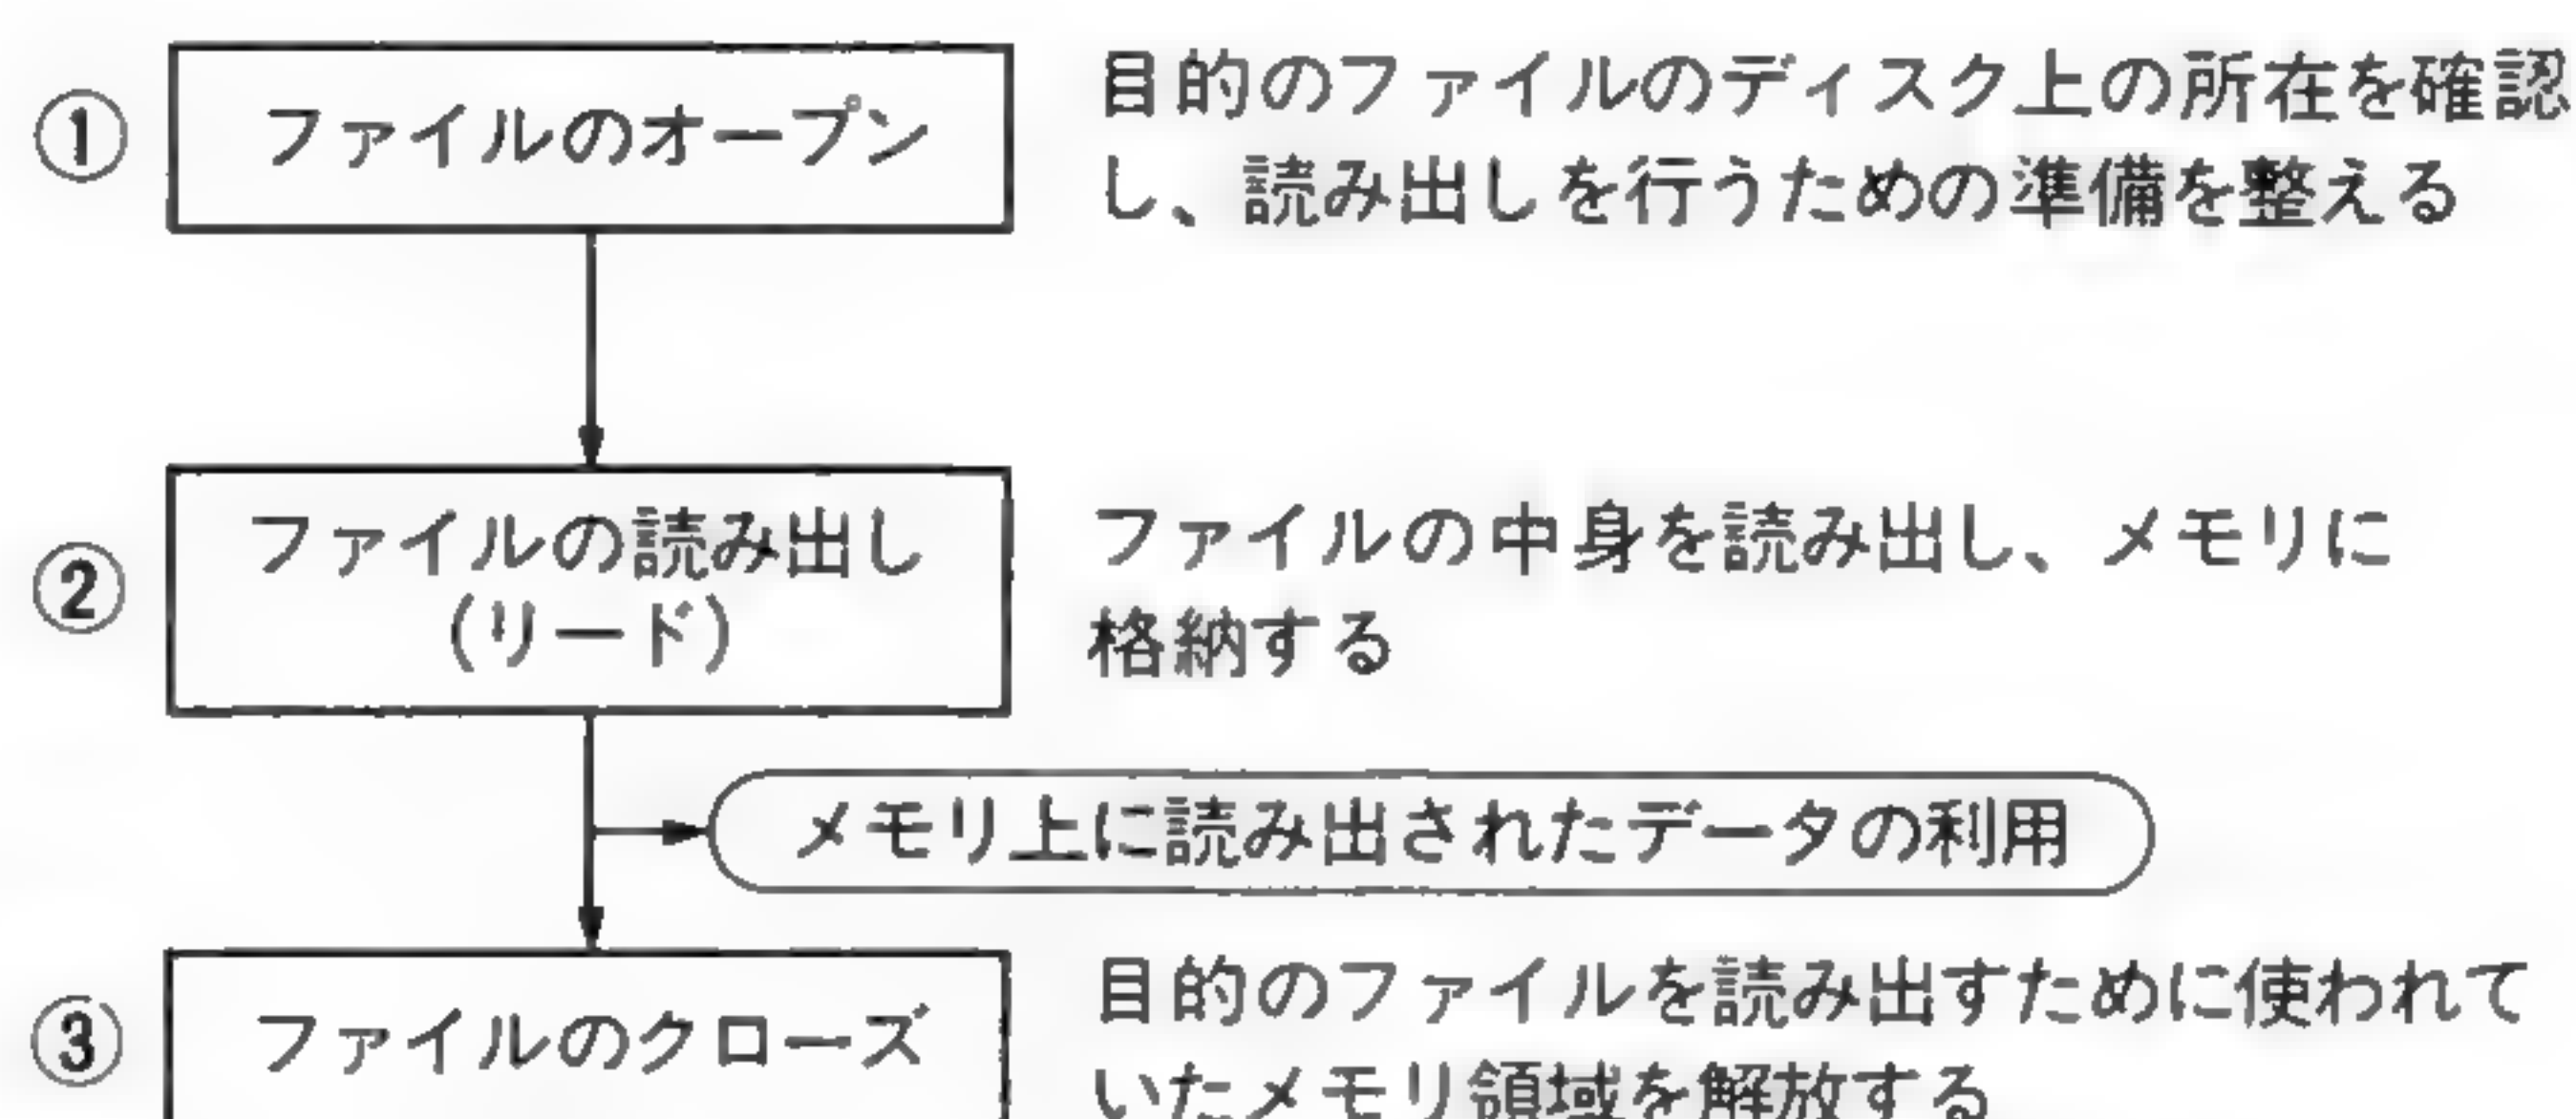 ① ファイルのオープン
目的のファイルのディスク上の所在を確認
し、読み出しを行うための準備を整える
② ファイルの読み出し
(リード)
ファイルの中身を読み出し、メモリに
格納する
メモリ上に読み出されたデータの利用
③ ファイルのクローズ
目的のファイルを読み出すために使われて
いたメモリ領域を解放する